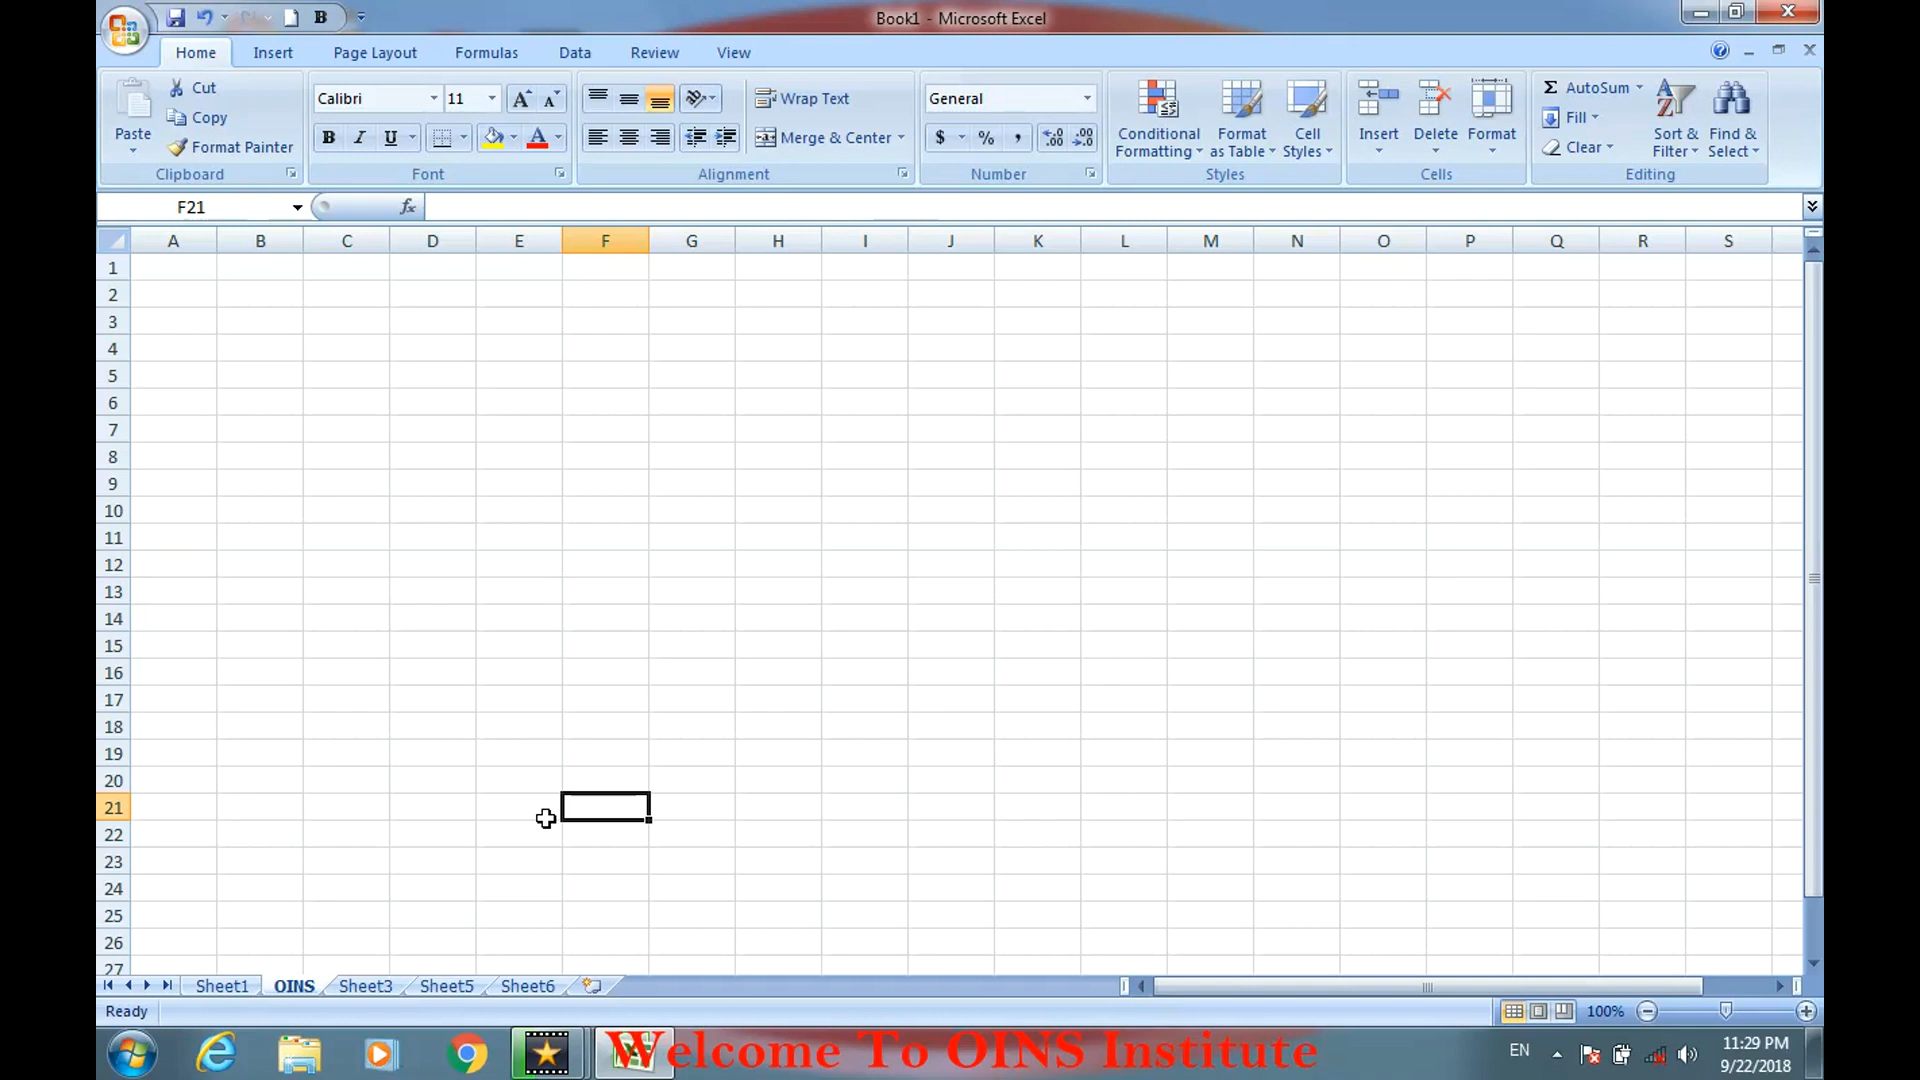 Book1 - Microsoft Excel
Home Insert Page Layout Formulas Data Review View
Paste
Cut
Copy
Format Painter
Clipboard
Calibri 11
B I U A
Font
Wrap Text
Merge & Center
Alignment
General
$ % ,
Number
Conditional Formatting
Format as Table
Cell Styles
Styles
Insert
Delete
Format
Cells
Σ AutoSum
Fill
Clear
Sort & Filter
Find & Select
Editing
F21 fx
A B C D E F G H I J K L M N O P Q R S
1
2
3
4
5
6
7
8
9
10
11
12
13
14
15
16
17
18
19
20
21
22
23
24
25
26
27
Sheet1 OINS Sheet3 Sheet5 Sheet6
Ready 100%
Welcome To OINS Institute
EN
11:29 PM
9/22/2018